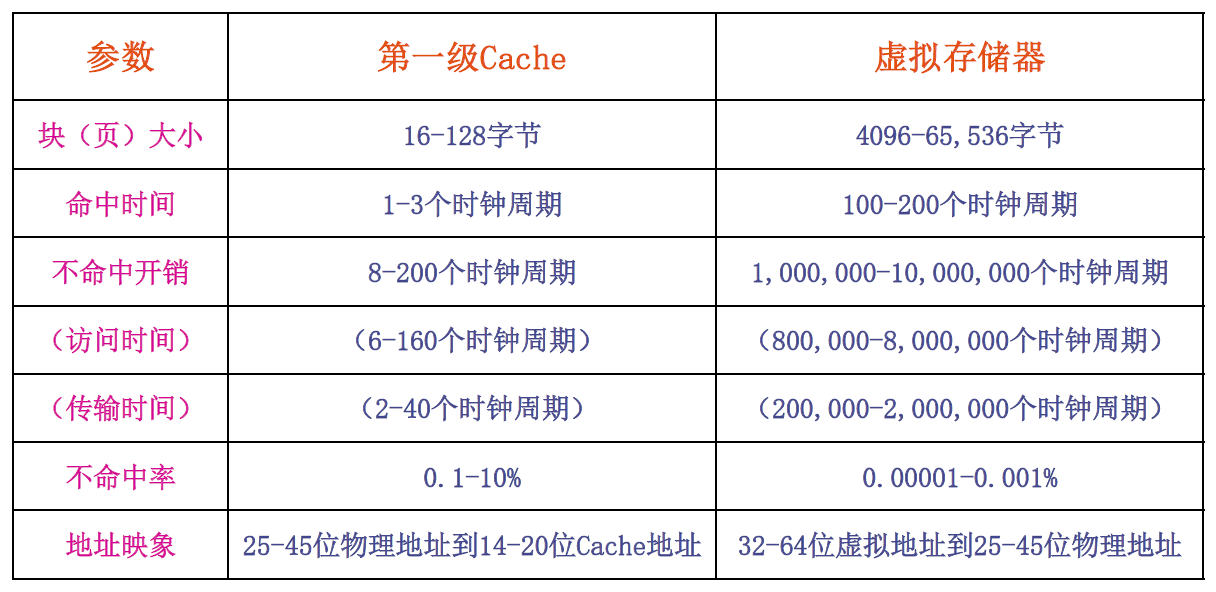 参数 第一级Cache 虚拟存储器
块（页）大小 16-128字节 4096-65,536字节
命中时间 1-3个时钟周期 100-200个时钟周期
不命中开销 8-200个时钟周期 1,000,000-10,000,000个时钟周期
（访问时间） （6-160个时钟周期） （800,000-8,000,000个时钟周期）
（传输时间） （2-40个时钟周期） （200,000-2,000,000个时钟周期）
不命中率 0.1-10% 0.00001-0.001%
地址映象 25-45位物理地址到14-20位Cache地址 32-64位虚拟地址到25-45位物理地址